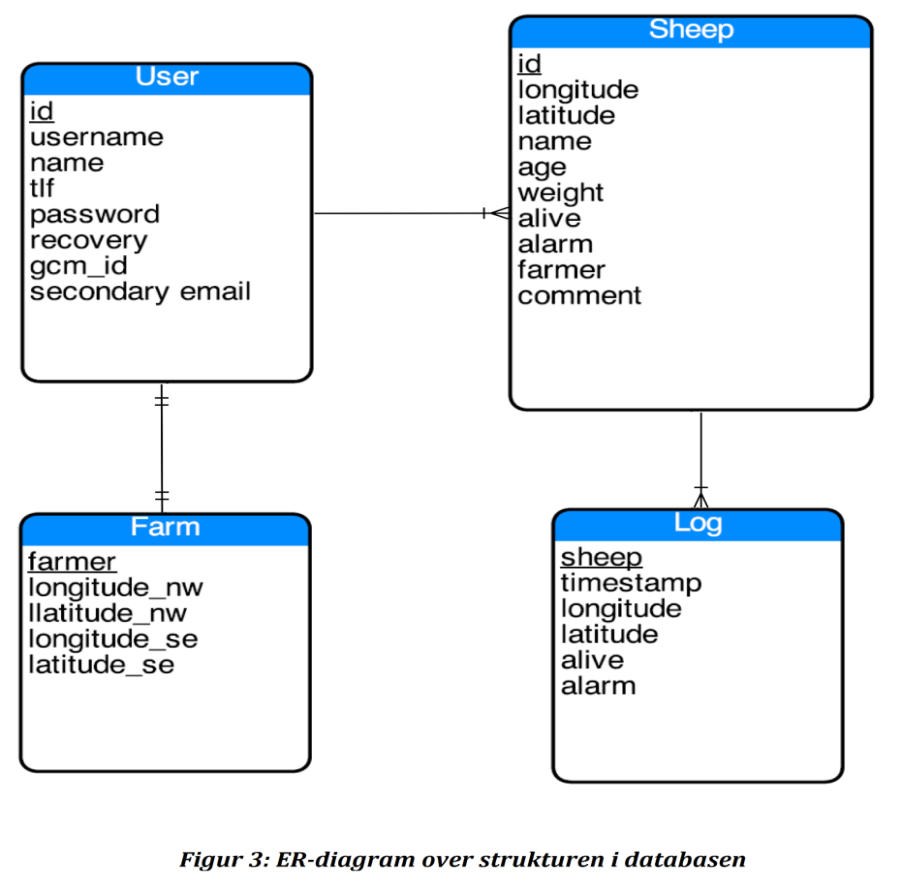 User
id
username
name
tlf
password
recovery
gcm_id
secondary email
Sheep
id
longitude
latitude
name
age
weight
alive
alarm
farmer
comment
Farm
farmer
longitude_nw
llatitude_nw
longitude_se
latitude_se
Log
sheep
timestamp
longitude
latitude
alive
alarm
Figur 3: ER-diagram over strukturen i databasen